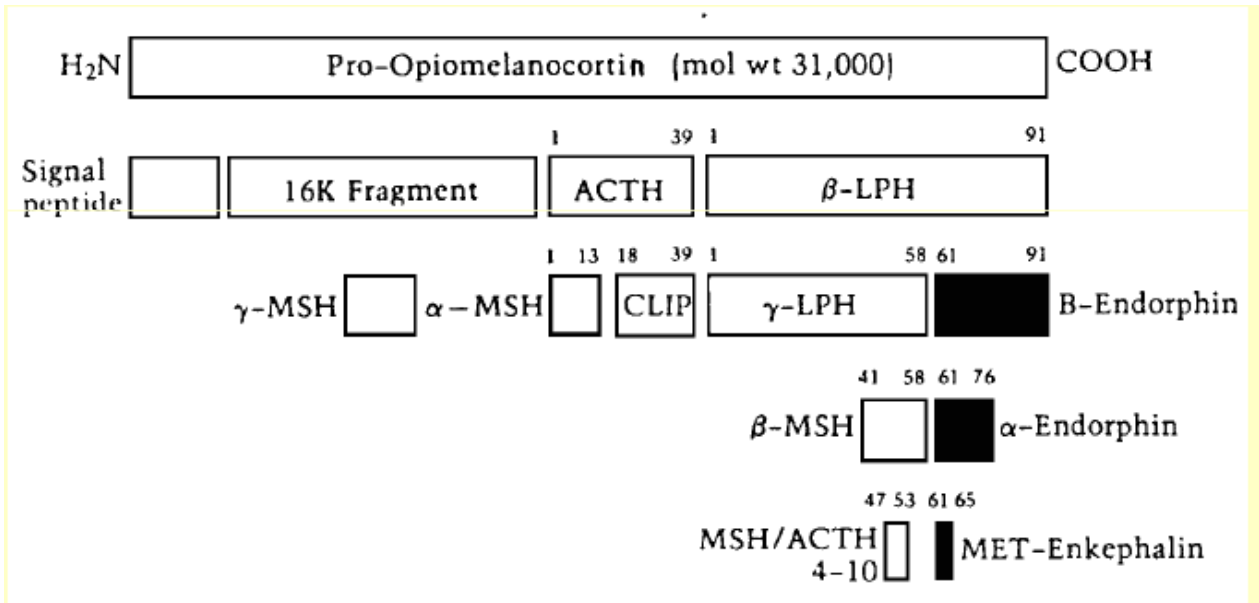 H₂N Pro-Opiomelanocortin (mol wt 31,000) COOH
1 39 1 91
Signal peptide 16K Fragment ACTH β-LPH
1 13 18 39 1 58 61 91
γ-MSH α-MSH CLIP γ-LPH B-Endorphin
41 58 61 76
β-MSH α-Endorphin
47 53 61 65
MSH/ACTH 4-10 MET-Enkephalin